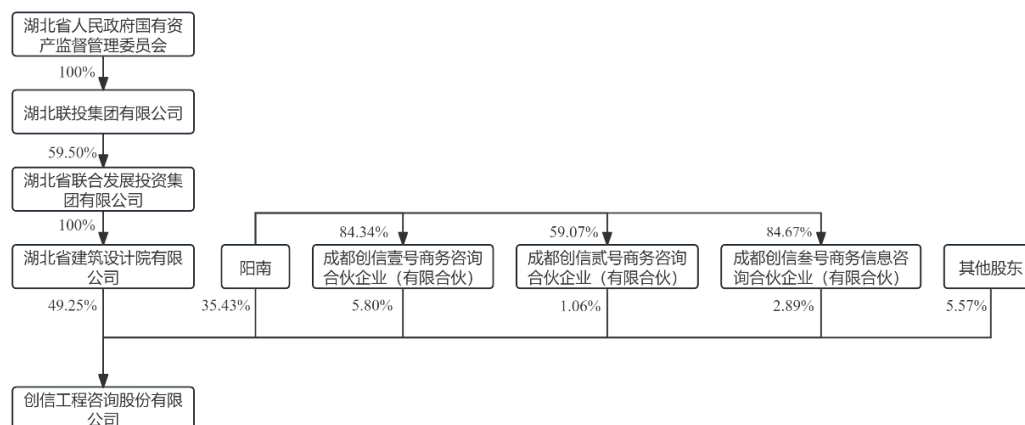 湖北省人民政府国有资
产监督管理委员会
100%
湖北联投集团有限公司
59.50%
湖北省联合发展投资集
团有限公司
100%
84.34%
59.07%
84.67%
湖北省建筑设计院有限
公司
阳南
成都创信壹号商务咨询
合伙企业（有限合伙）
成都创信贰号商务咨询
合伙企业（有限合伙）
成都创信叁号商务信息咨
询合伙企业（有限合伙）
其他股东
49.25%
35.43%
5.80%
1.06%
2.89%
5.57%
创信工程咨询股份有限
公司